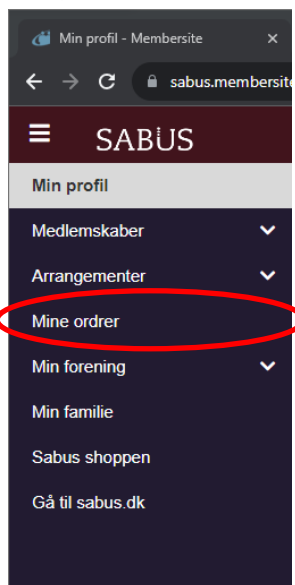 Min profil - Membersite
sabus.membersite
SABUS
Min profil
Medlemskaber
Arrangementer
Mine ordrer
Min forening
Min familie
Sabus shoppen
Gå til sabus.dk